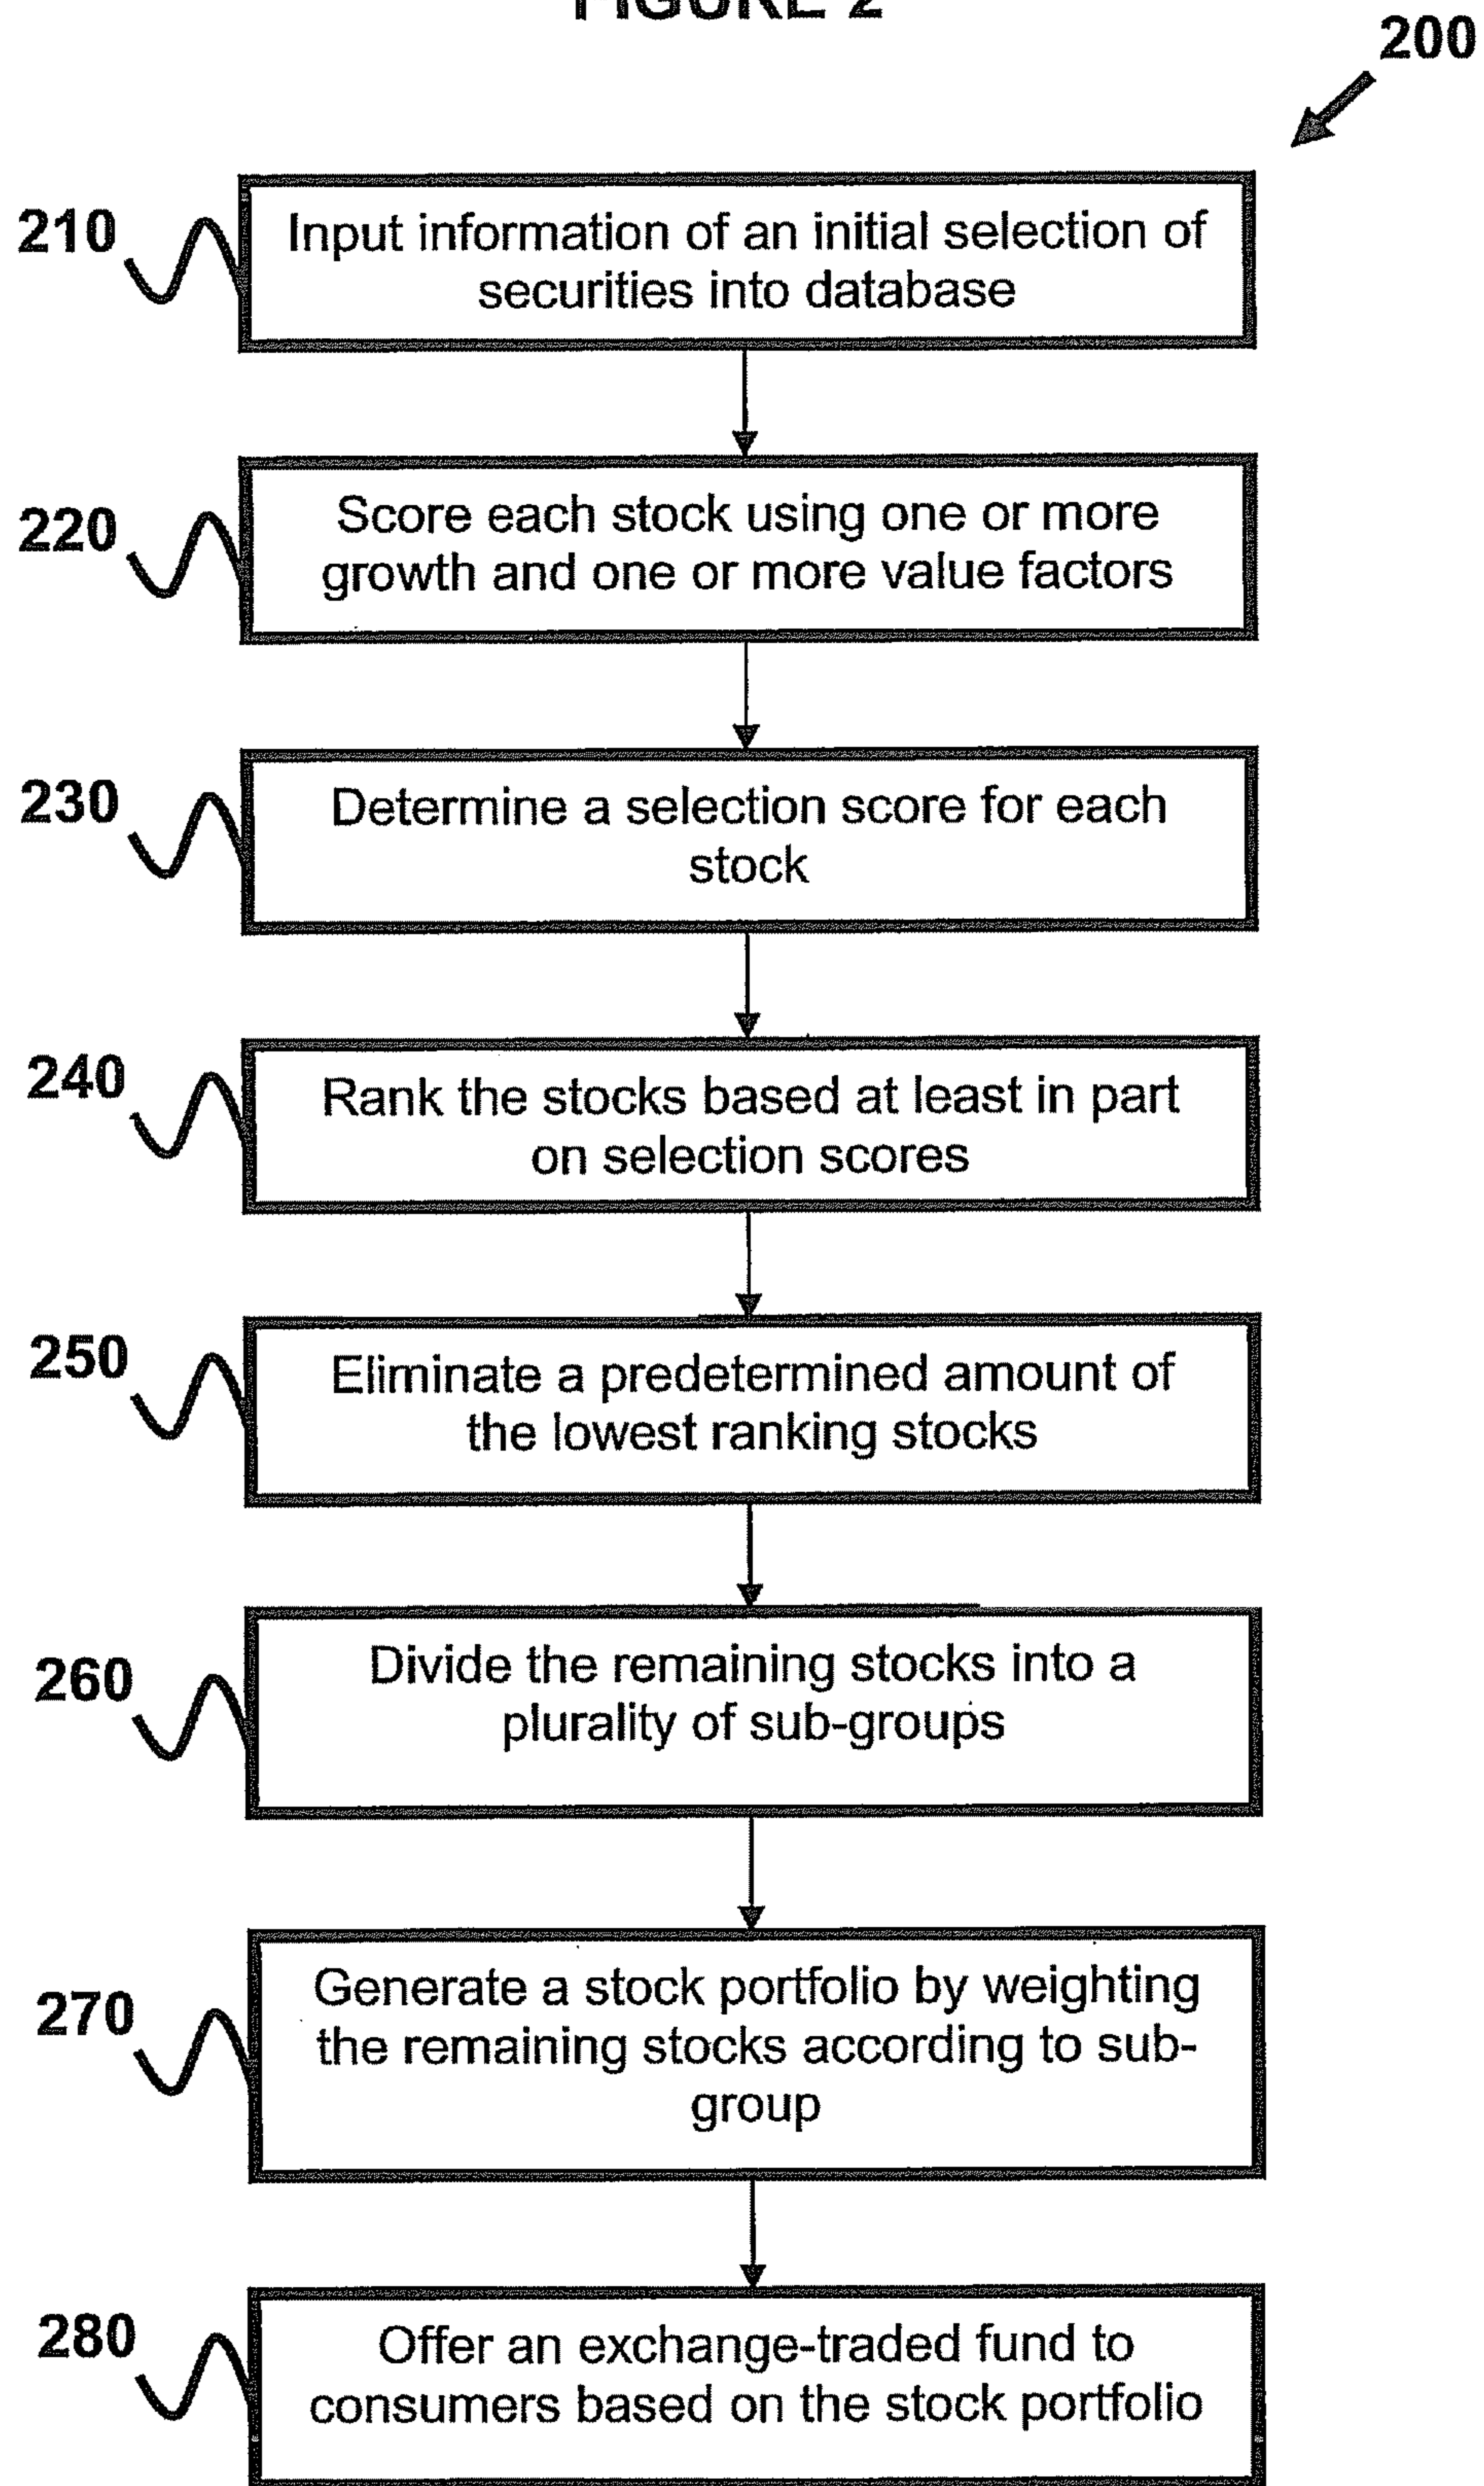 FIGURE 2
200
210
Input information of an initial selection of
securities into database
220
Score each stock using one or more
growth and one or more value factors
230
Determine a selection score for each
stock
240
Rank the stocks based at least in part
on selection scores
250
Eliminate a predetermined amount of
the lowest ranking stocks
260
Divide the remaining stocks into a
plurality of sub-groups
270
Generate a stock portfolio by weighting
the remaining stocks according to sub-
group
280
Offer an exchange-traded fund to
consumers based on the stock portfolio